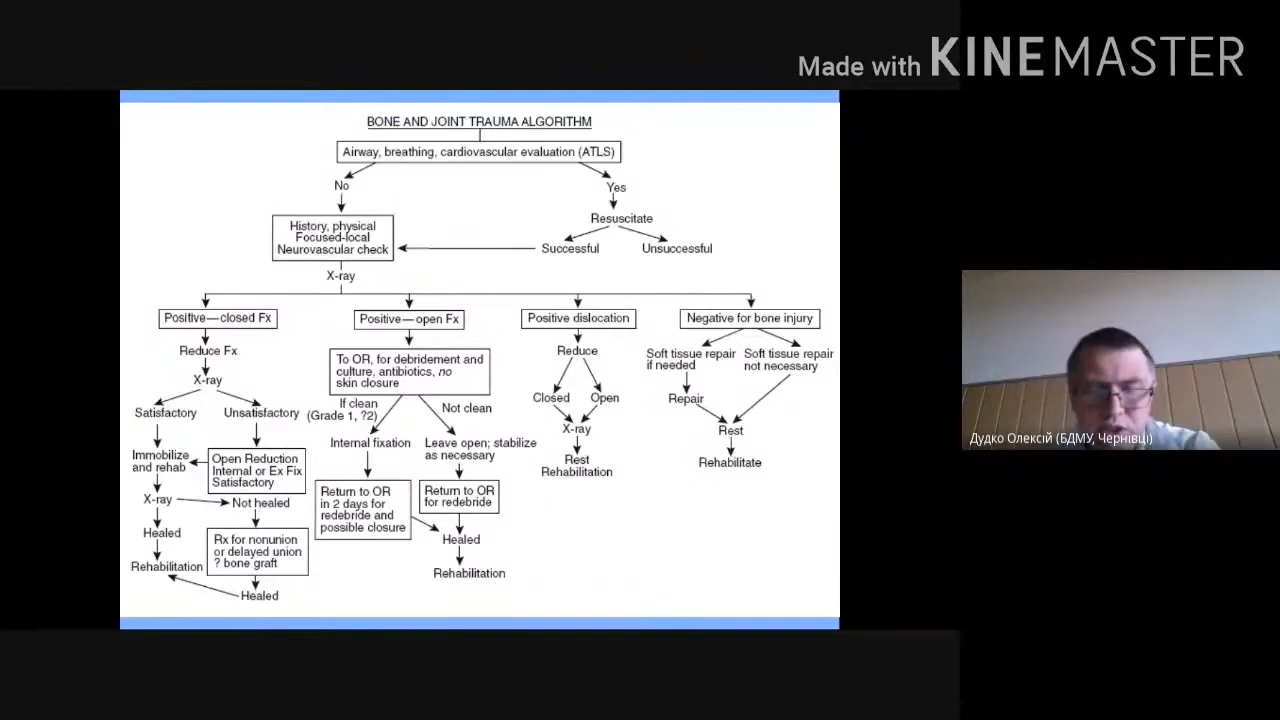 Made with KINEMASTER
BONE AND JOINT TRAUMA ALGORITHM
Airway, breathing, cardiovascular evaluation (ATLS)
No
Yes
Resuscitate
Successful
Unsuccessful
History, physical
Focused-local
Neurovascular check
X-ray
Positive—closed Fx
Positive—open Fx
Positive dislocation
Negative for bone injury
Reduce Fx
X-ray
Satisfactory
Unsatisfactory
Immobilize
and rehab
Open Reduction
Internal or Ex Fix
Satisfactory
X-ray
Not healed
Healed
Rx for nonunion
or delayed union
? bone graft
Rehabilitation
Healed
To OR, for debridement and
culture, antibiotics, no
skin closure
If clean
(Grade 1, ?2)
Not clean
Internal fixation
Leave open; stabilize
as necessary
Return to OR
in 2 days for
redebride and
possible closure
Return to OR
for redebride
Healed
Rehabilitation
Reduce
Closed
Open
X-ray
Rest
Rehabilitation
Soft tissue repair
if needed
Soft tissue repair
not necessary
Repair
Rest
Rehabilitate
Дудко Олексій (БДМУ, Чернівці)